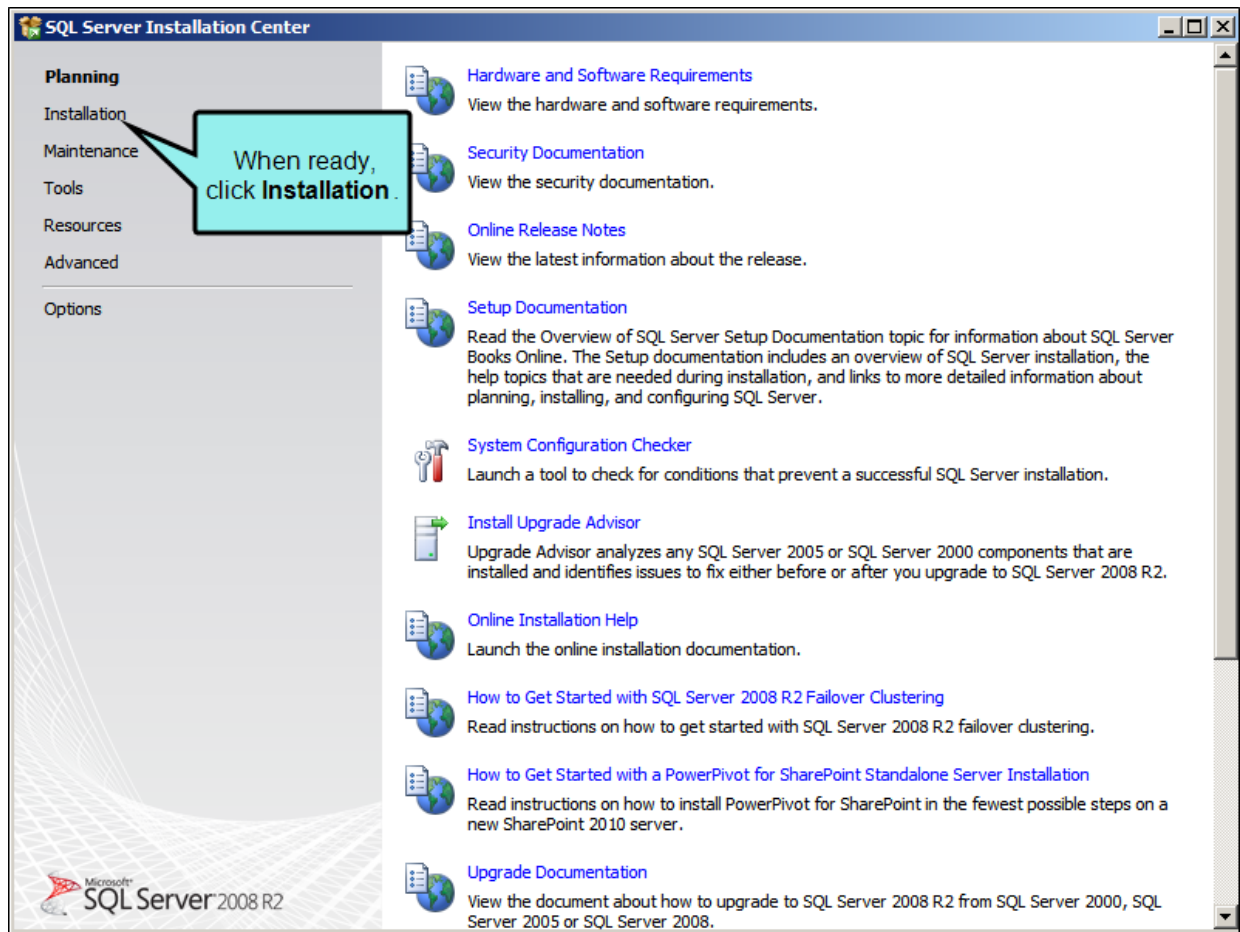 SQL Server Installation Center
Planning
Installation
Maintenance
Tools
Resources
Advanced
Options
When ready,
click Installation .
Hardware and Software Requirements
View the hardware and software requirements.
Security Documentation
View the security documentation.
Online Release Notes
View the latest information about the release.
Setup Documentation
Read the Overview of SQL Server Setup Documentation topic for information about SQL Server
Books Online. The Setup documentation includes an overview of SQL Server installation, the
help topics that are needed during installation, and links to more detailed information about
planning, installing, and configuring SQL Server.
System Configuration Checker
Launch a tool to check for conditions that prevent a successful SQL Server installation.
Install Upgrade Advisor
Upgrade Advisor analyzes any SQL Server 2005 or SQL Server 2000 components that are
installed and identifies issues to fix either before or after you upgrade to SQL Server 2008 R2.
Online Installation Help
Launch the online installation documentation.
How to Get Started with SQL Server 2008 R2 Failover Clustering
Read instructions on how to get started with SQL Server 2008 R2 failover clustering.
How to Get Started with a PowerPivot for SharePoint Standalone Server Installation
Read instructions on how to install PowerPivot for SharePoint in the fewest possible steps on a
new SharePoint 2010 server.
Upgrade Documentation
View the document about how to upgrade to SQL Server 2008 R2 from SQL Server 2000, SQL
Server 2005 or SQL Server 2008.
Microsoft®
SQL Server® 2008 R2